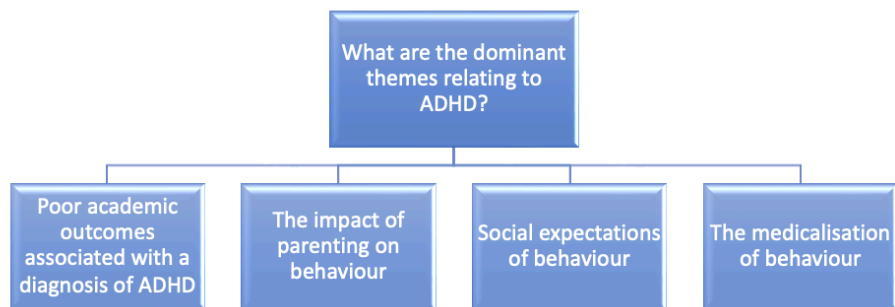 What are the dominant
themes relating to
ADHD?
Poor academic
outcomes
associated with a
diagnosis of ADHD
The impact of
parenting on
behaviour
Social expectations
of behaviour
The medicalisation
of behaviour